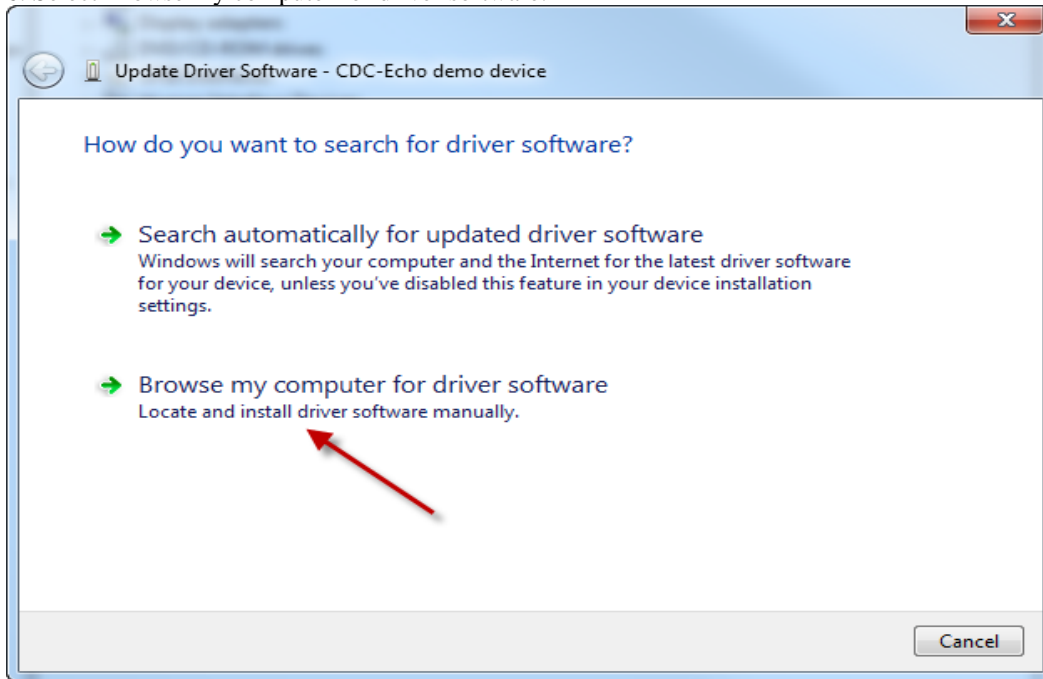 Update Driver Software - CDC-Echo demo device
How do you want to search for driver software?
Search automatically for updated driver software
Windows will search your computer and the Internet for the latest driver software
for your device, unless you've disabled this feature in your device installation
settings.
Browse my computer for driver software
Locate and install driver software manually.
Cancel